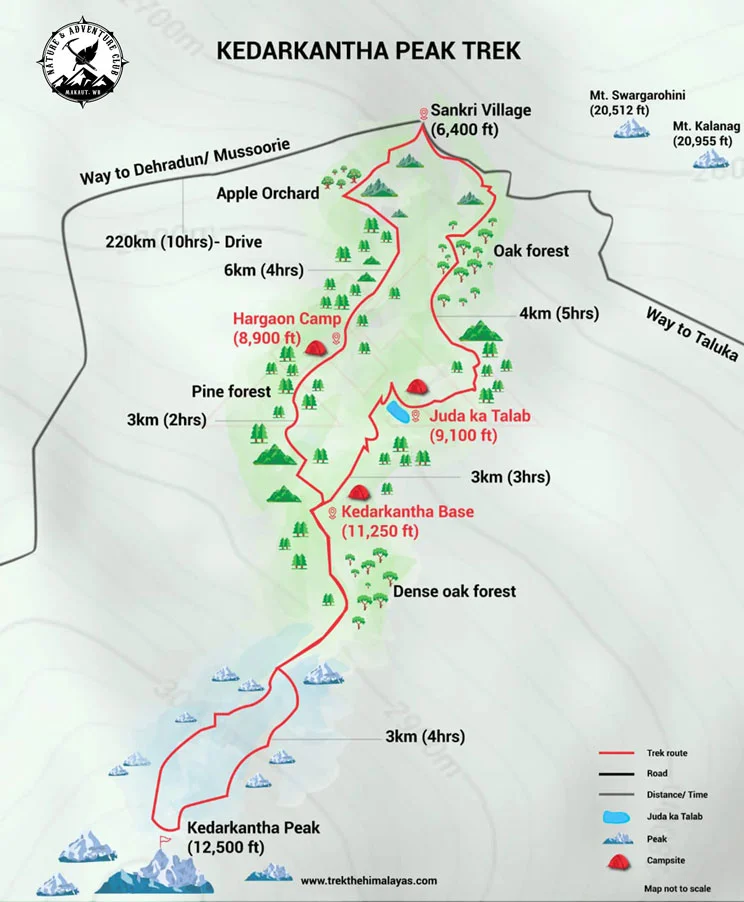 NATURE & ADVENTURE CLUB
MAKAUT, WB
KEDARKANTHA PEAK TREK
Mt. Swargarohini
(20,512 ft)
Mt. Kalanag
(20,955 ft)
Sankri Village
(6,400 ft)
Way to Dehradun/ Mussoorie
Apple Orchard
220km (10hrs)- Drive
Oak forest
6km (4hrs)
4km (5hrs)
Way to Taluka
Hargaon Camp
(8,900 ft)
Pine forest
3km (2hrs)
Juda ka Talab
(9,100 ft)
3km (3hrs)
Kedarkantha Base
(11,250 ft)
Dense oak forest
3km (4hrs)
Kedarkantha Peak
(12,500 ft)
Trek route
Road
Distance/ Time
Juda ka Talab
Peak
Campsite
Map not to scale
www.trekthehimalayas.com